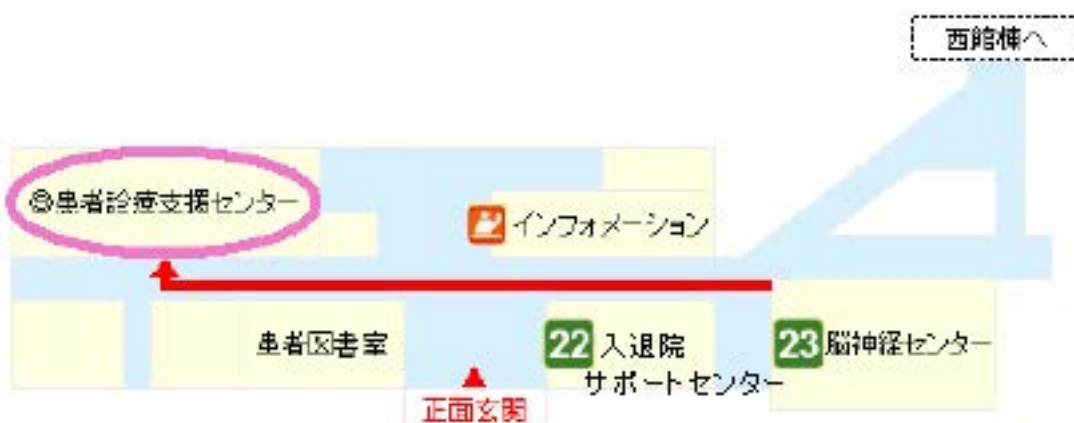 西館棟へ
⑧患者診療支援センター
インフォメーション
患者図書室
22 入退院
サポートセンター
23 脳神経センター
正面玄関